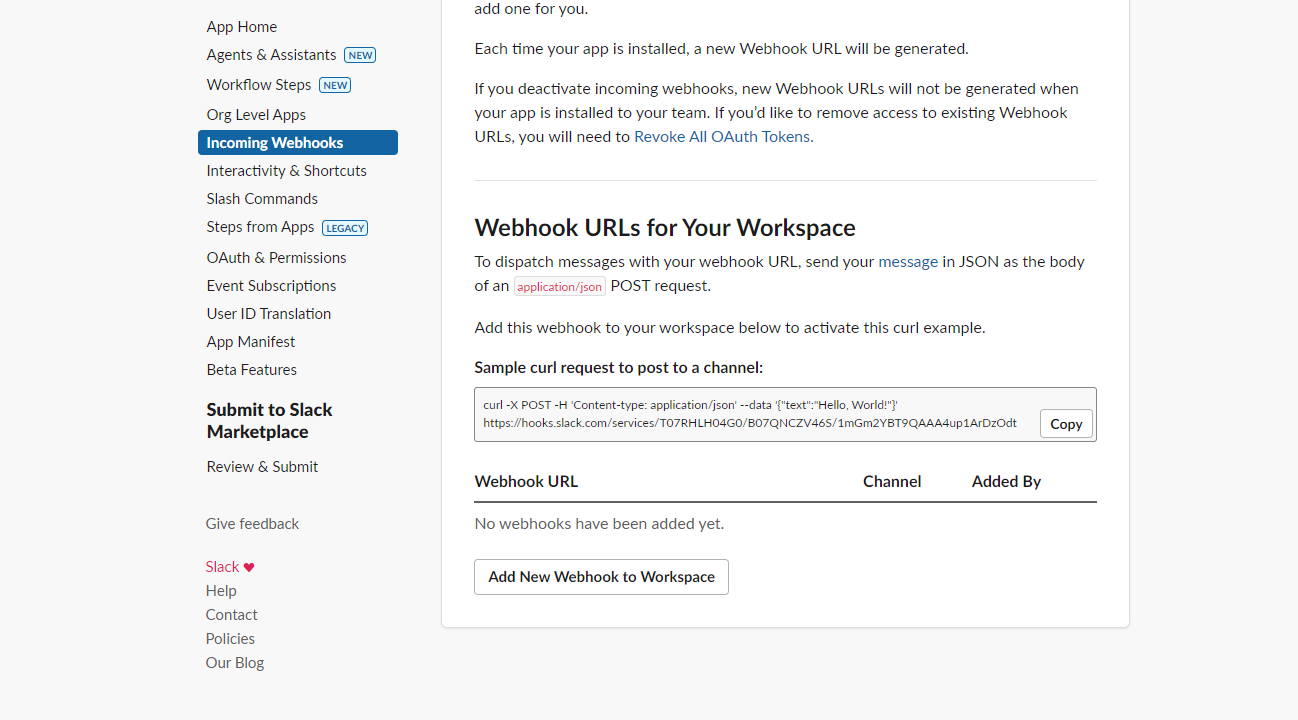 App Home
Agents & Assistants NEW
Workflow Steps NEW
Org Level Apps
Incoming Webhooks
Interactivity & Shortcuts
Slash Commands
Steps from Apps LEGACY
OAuth & Permissions
Event Subscriptions
User ID Translation
App Manifest
Beta Features
Submit to Slack
Marketplace
Review & Submit
Give feedback
Slack ♥
Help
Contact
Policies
Our Blog
add one for you.
Each time your app is installed, a new Webhook URL will be generated.
If you deactivate incoming webhooks, new Webhook URLs will not be generated when
your app is installed to your team. If you’d like to remove access to existing Webhook
URLs, you will need to Revoke All OAuth Tokens.
Webhook URLs for Your Workspace
To dispatch messages with your webhook URL, send your message in JSON as the body
of an application/json POST request.
Add this webhook to your workspace below to activate this curl example.
Sample curl request to post to a channel:
curl -X POST -H 'Content-type: application/json' --data '{"text":"Hello, World!"}'
https://hooks.slack.com/services/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
Copy
Webhook URL Channel Added By
No webhooks have been added yet.
Add New Webhook to Workspace